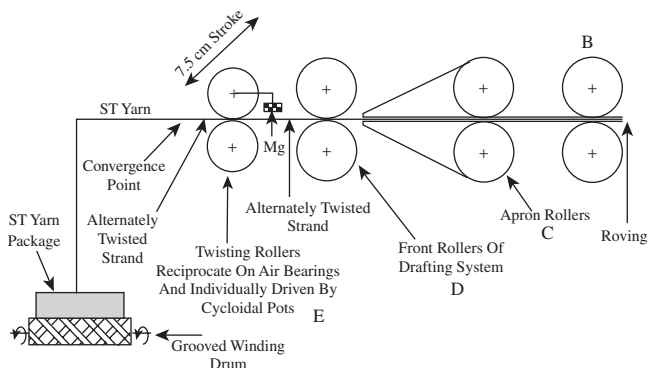 7.5 cm Stroke
B
ST Yarn
Mg
Convergence
Point
Alternately
Twisted
Strand
Alternately Twisted
Strand
Apron Rollers
C
Roving
ST Yarn
Package
Twisting Rollers
Reciprocate On Air Bearings
And Individually Driven By
Cycloidal Pots
E
Front Rollers Of
Drafting System
D
Grooved Winding
Drum